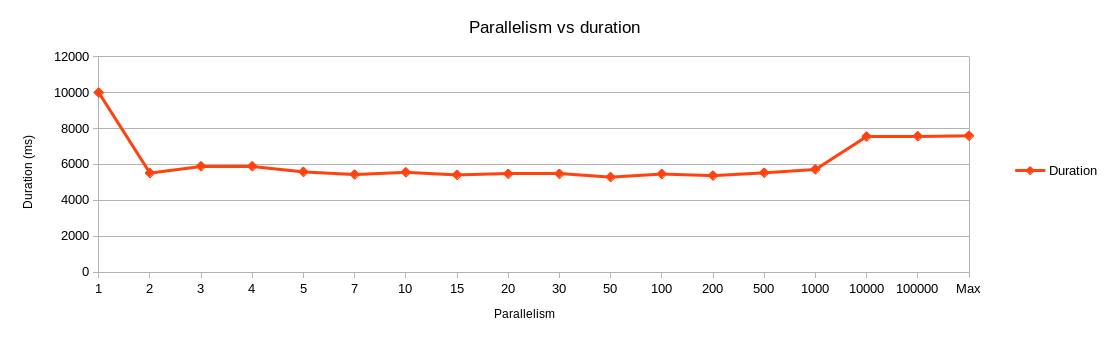 Parallelism vs duration
12000
10000
8000
6000
4000
2000
0
Duration (ms)
1 2 3 4 5 7 10 15 20 30 50 100 200 500 1000 10000 100000 Max
Parallelism
Duration